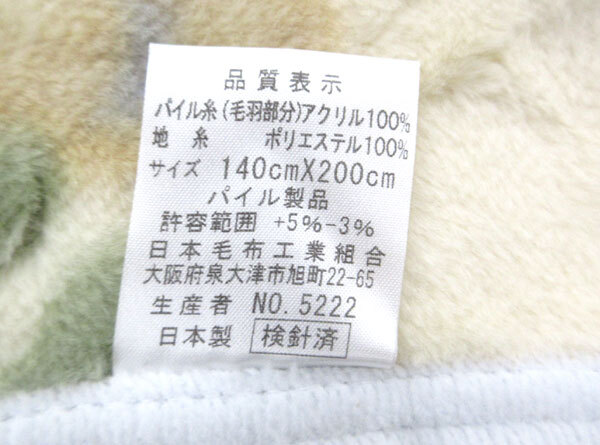 品質表示
パイル糸(毛羽部分)アクリル100%
地 糸 ポリエステル100%
サイズ 140cmX200cm
パイル製品
許容範囲 +5%-3%
日本毛布工業組合
大阪府泉大津市旭町22-65
生産者 NO.5222
日本製 検針済